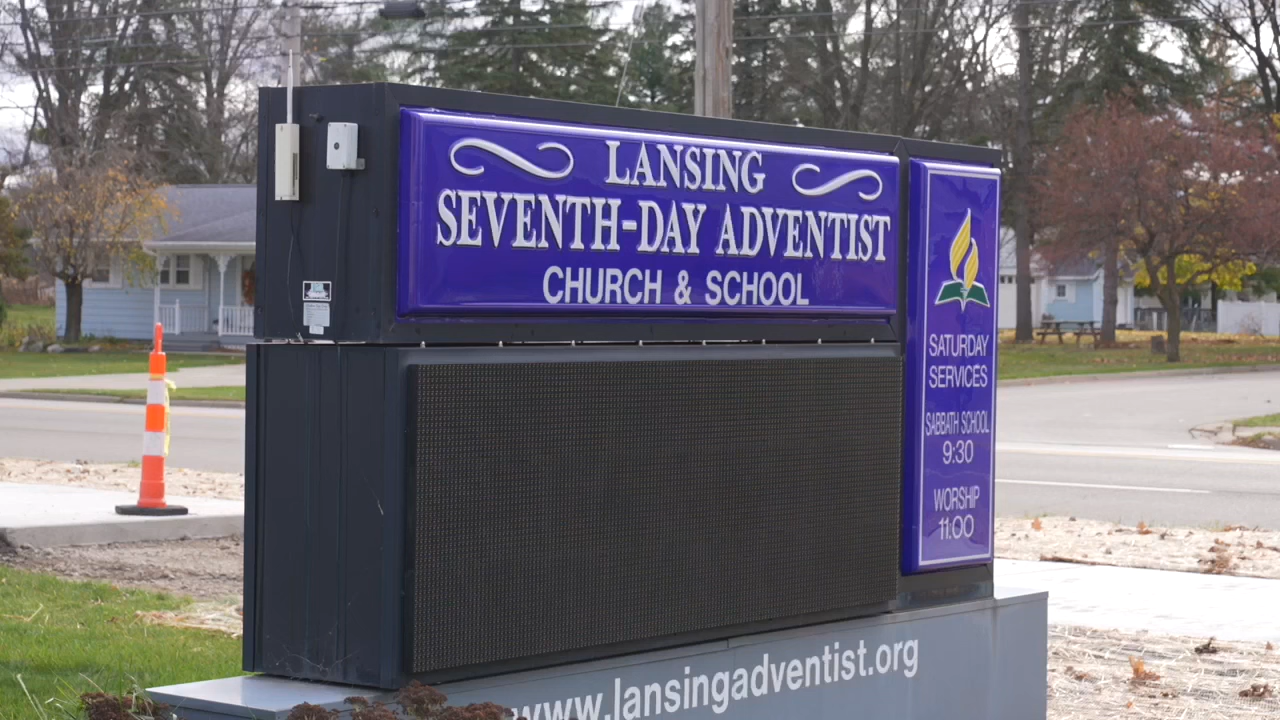 LANSING
SEVENTH-DAY ADVENTIST
CHURCH & SCHOOL
SATURDAY
SERVICES
SABBATH SCHOOL
9:30
WORSHIP
11:00
www.lansingadventist.org